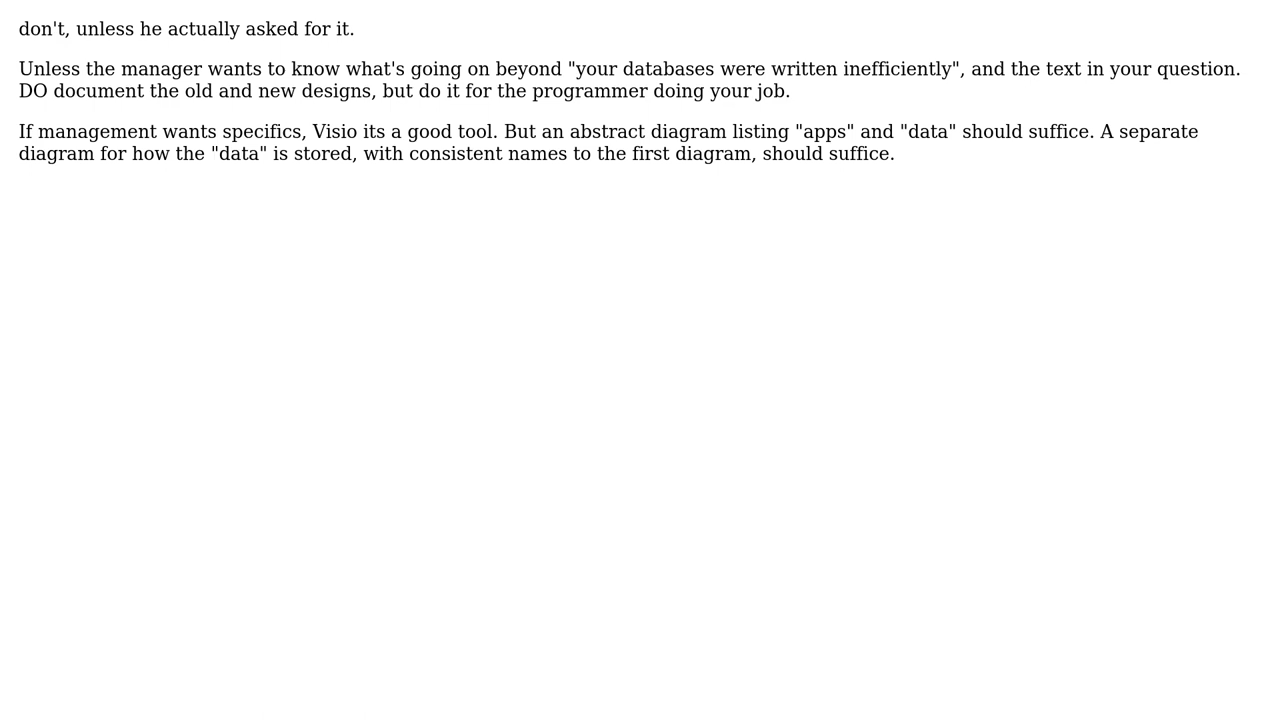 don't, unless he actually asked for it.
Unless the manager wants to know what's going on beyond "your databases were written inefficiently", and the text in your question.
DO document the old and new designs, but do it for the programmer doing your job.
If management wants specifics, Visio its a good tool. But an abstract diagram listing "apps" and "data" should suffice. A separate
diagram for how the "data" is stored, with consistent names to the first diagram, should suffice.